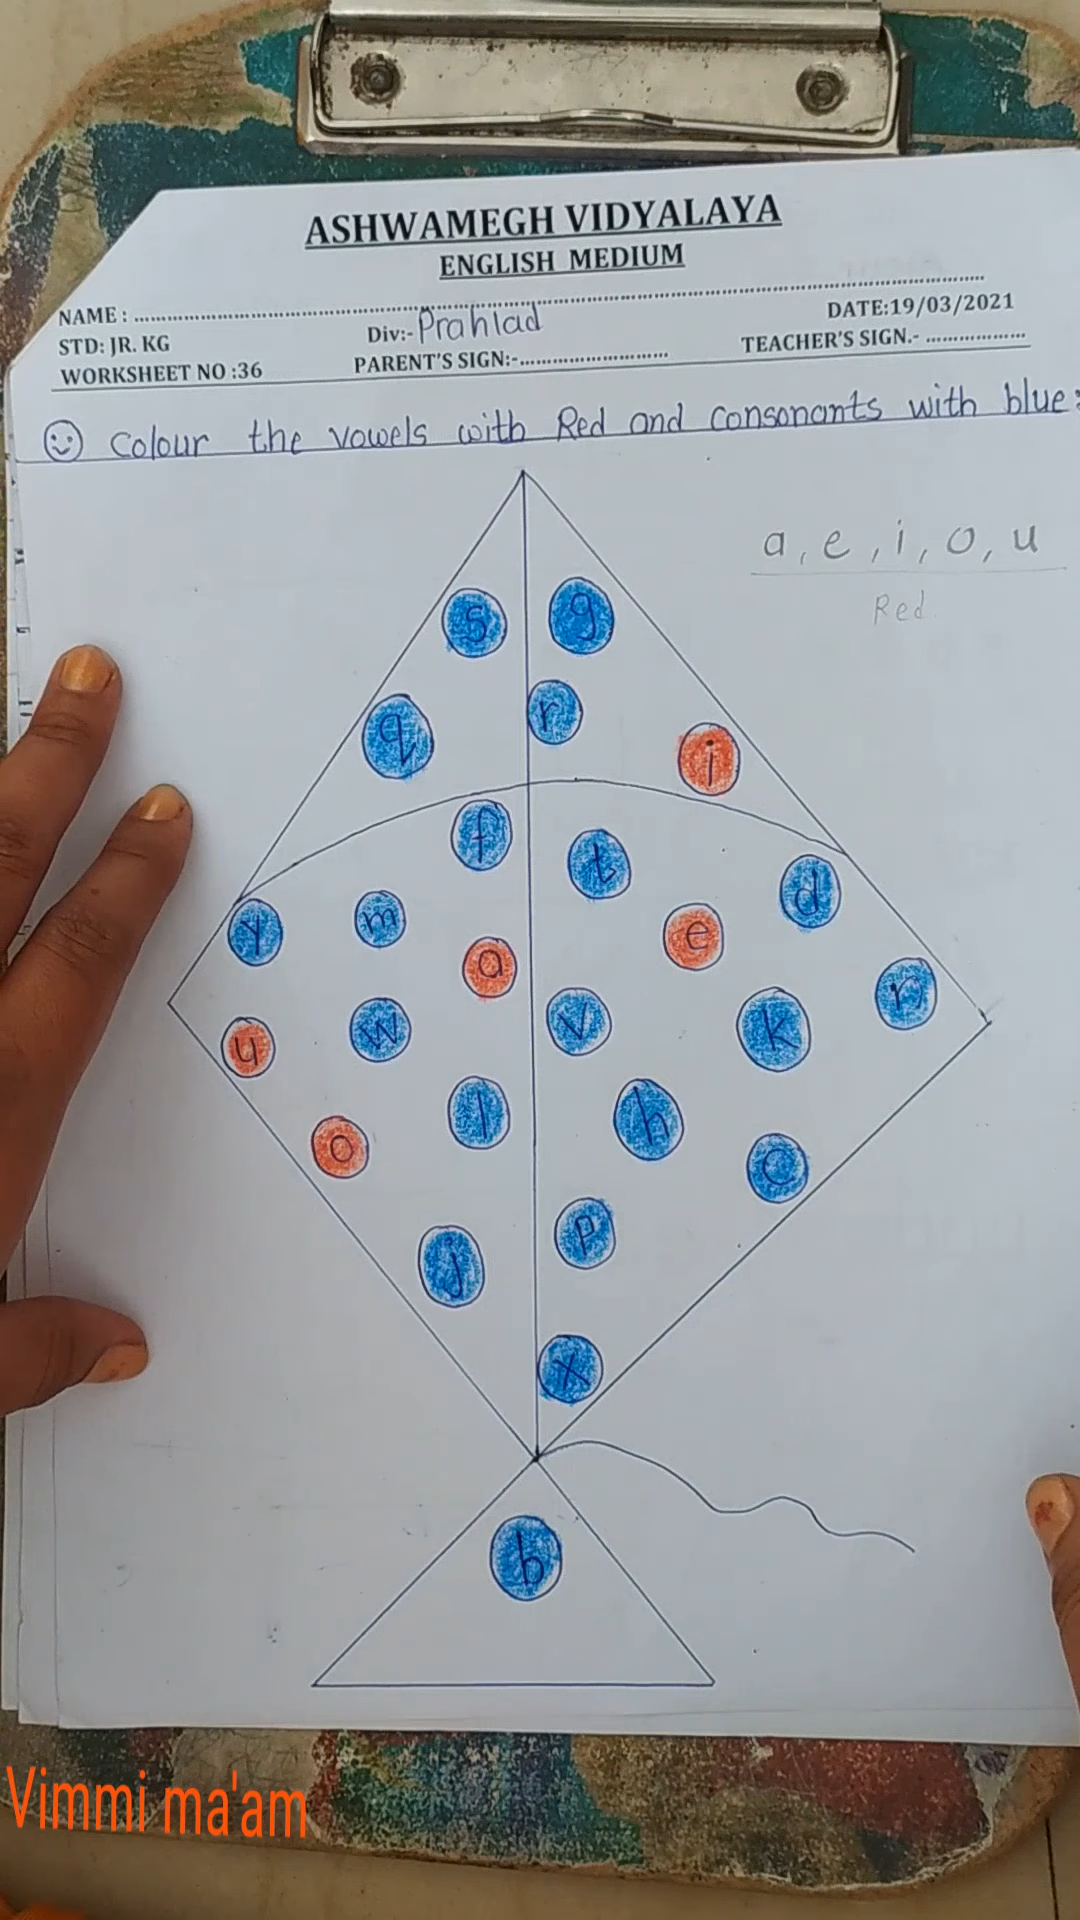 ASHWAMEGH VIDYALAYA
ENGLISH MEDIUM
NAME : ........................................
STD: JR. KG Div:- Prahlad DATE:19/03/2021
WORKSHEET NO :36 PARENT'S SIGN:-............................ TEACHER'S SIGN.- ...................
Colour the vowels with Red and consonants with blue:
a, e, i, o, u
Red
s g
q r i
f t d
y m a e n
u w v k
o l h c
j p
x
b
Vimmi ma'am